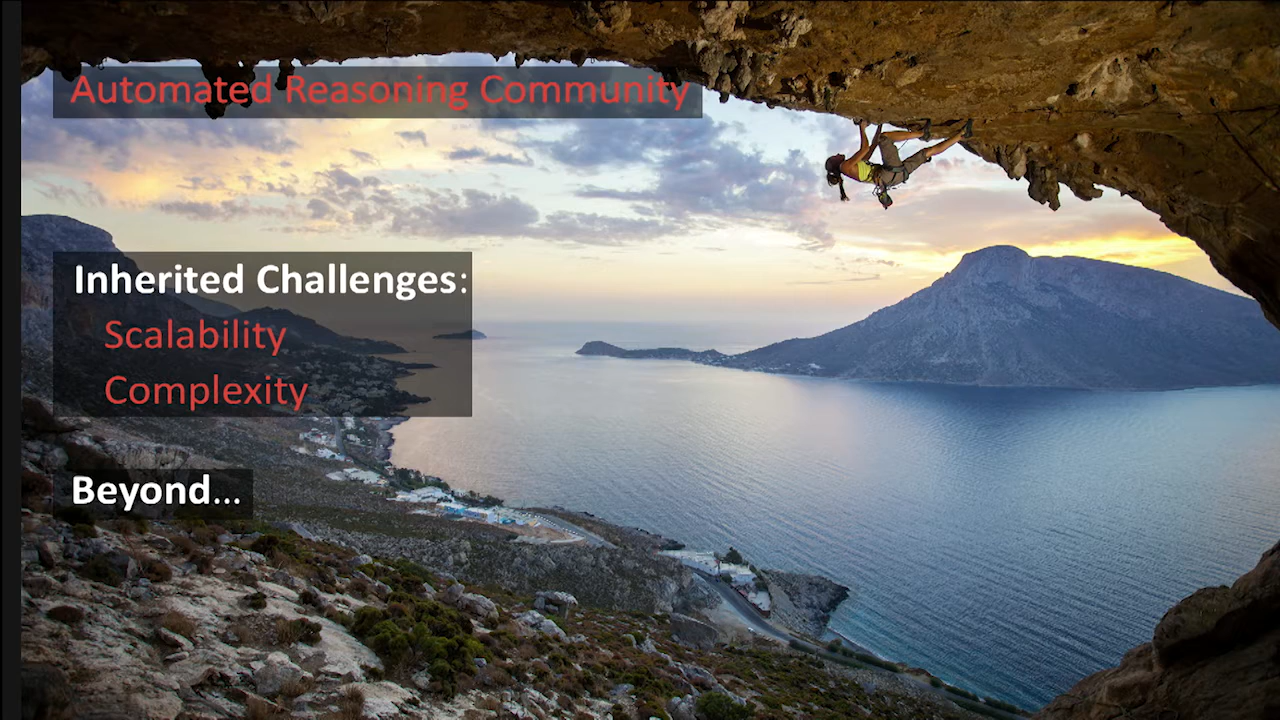 Automated Reasoning Community
Inherited Challenges:
Scalability
Complexity
Beyond...